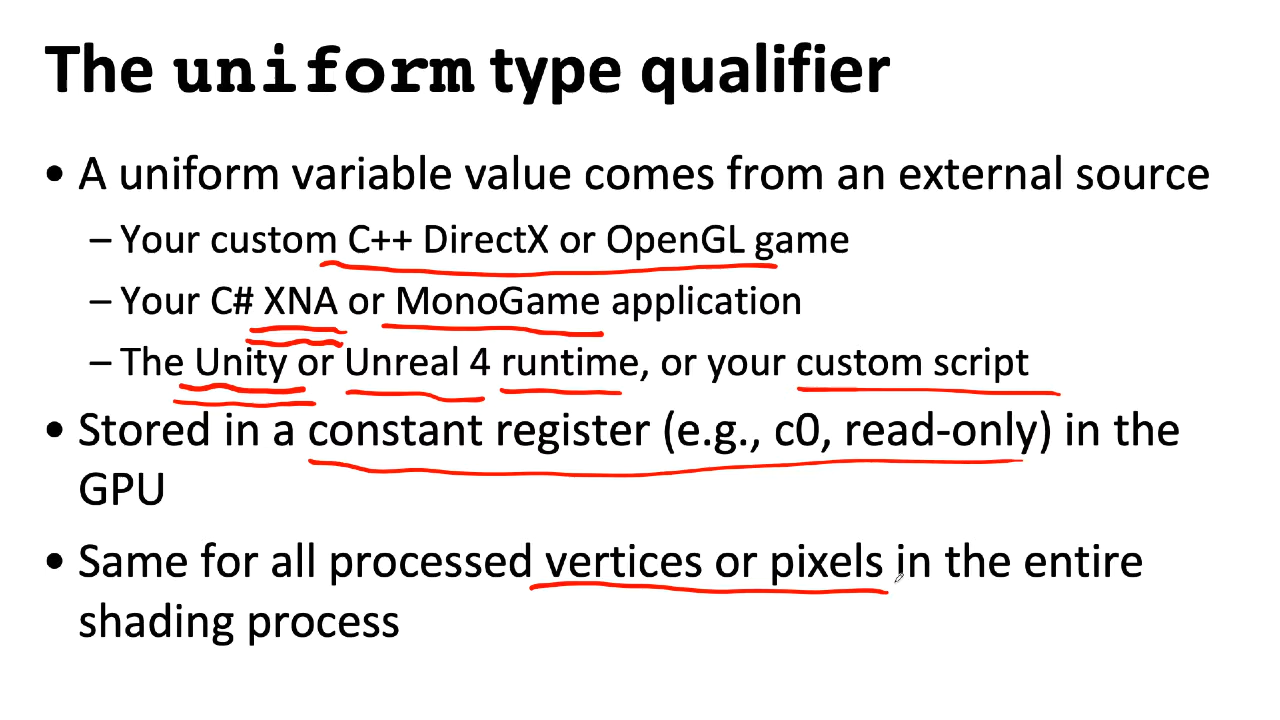 The uniform type qualifier
• A uniform variable value comes from an external source
– Your custom C++ DirectX or OpenGL game
– Your C# XNA or MonoGame application
– The Unity or Unreal 4 runtime, or your custom script
• Stored in a constant register (e.g., c0, read-only) in the
GPU
• Same for all processed vertices or pixels in the entire
shading process